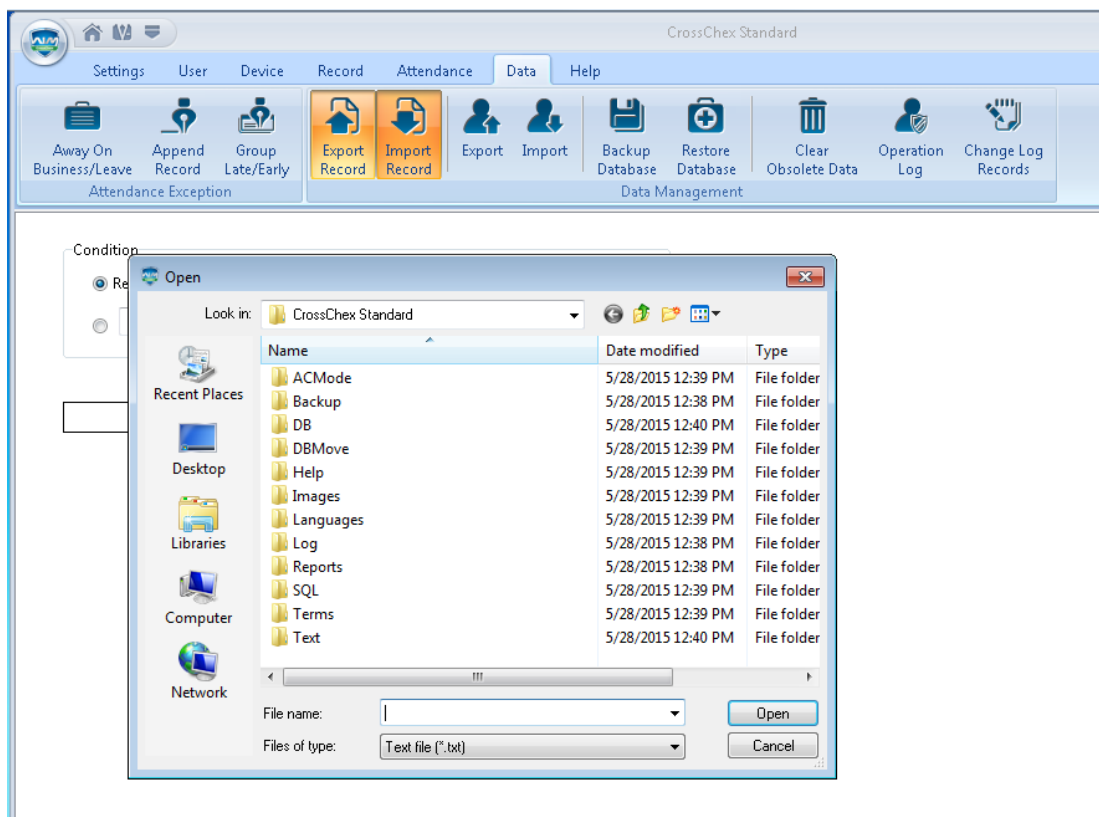 CrossChex Standard
Settings User Device Record Attendance Data Help
Away On Business/Leave
Append Record
Group Late/Early
Attendance Exception
Export Record
Import Record
Export
Import
Backup Database
Restore Database
Clear Obsolete Data
Operation Log
Change Log Records
Data Management
Condition
Re
Open
Look in: CrossChex Standard
Name Date modified Type
ACMode 5/28/2015 12:39 PM File folder
Backup 5/28/2015 12:38 PM File folder
DB 5/28/2015 12:40 PM File folder
DBMove 5/28/2015 12:39 PM File folder
Help 5/28/2015 12:39 PM File folder
Images 5/28/2015 12:39 PM File folder
Languages 5/28/2015 12:39 PM File folder
Log 5/28/2015 12:38 PM File folder
Reports 5/28/2015 12:38 PM File folder
SQL 5/28/2015 12:39 PM File folder
Terms 5/28/2015 12:39 PM File folder
Text 5/28/2015 12:40 PM File folder
Recent Places
Desktop
Libraries
Computer
Network
File name:
Open
Files of type: Text file (*.txt)
Cancel